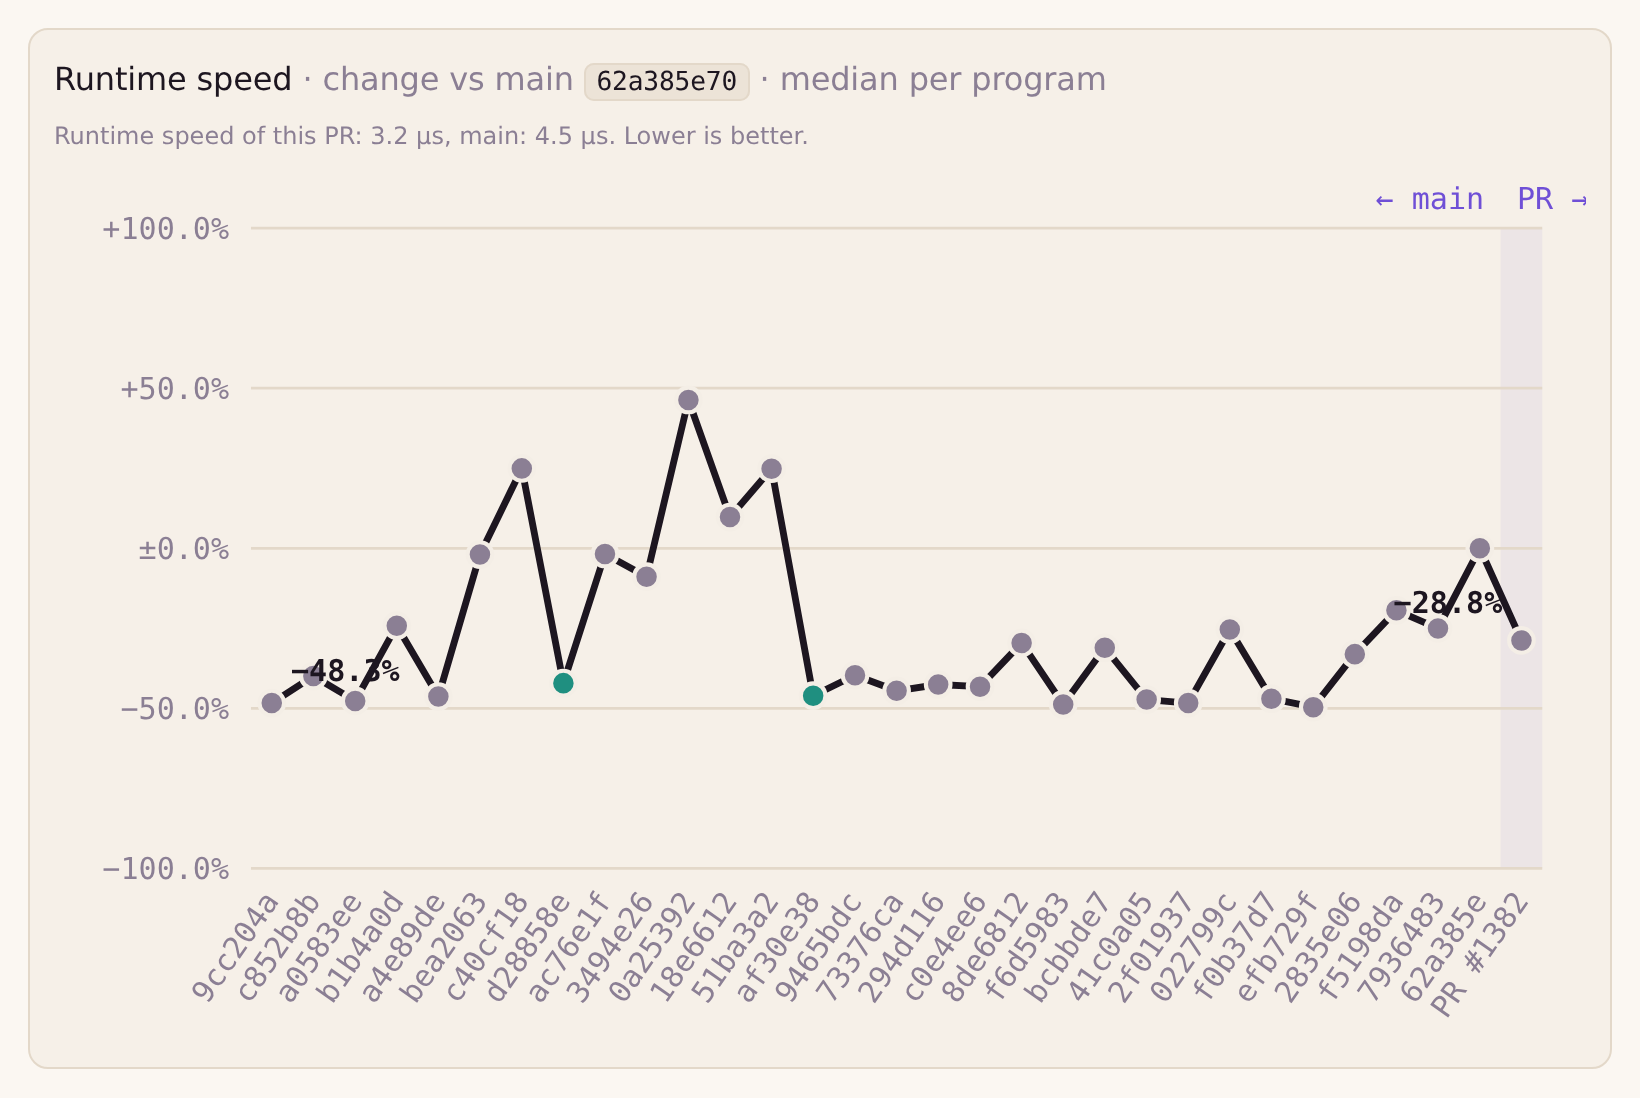 Runtime speed · change vs main 62a385e70 · median per program
Runtime speed of this PR: 3.2 µs, main: 4.5 µs. Lower is better.
← main PR →
+100.0%
+50.0%
±0.0%
−50.0%
−100.0%
−48.3%
−28.8%
9cc204a
c852b8b
a0583ee
b1b4a0d
a4e89de
bea2063
c40cf18
d28858e
ac76e1f
3494e26
0a25392
18e6612
51ba3a2
af30e38
9465bdc
73376ca
294d116
c0e4ee6
8de6812
f6d5983
bcbbde7
41c0a05
2f01937
022799c
f0b37d7
efb729f
2835e06
f5198da
7936483
62a385e
PR #1382